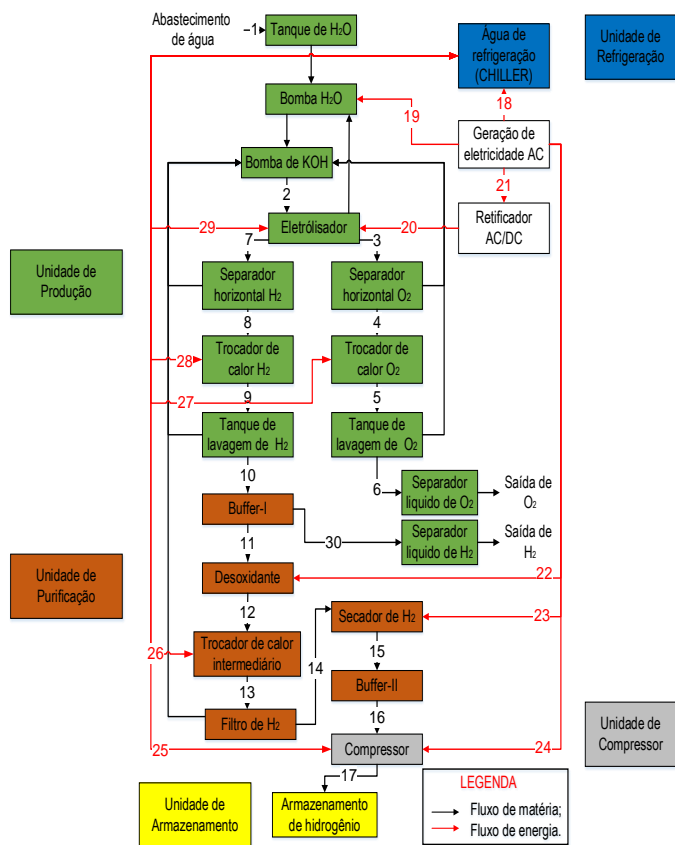 Abastecimento
de água
1
Tanque de H₂O
Água de
refrigeração
(CHILLER)
Unidade de
Refrigeração
Bomba H₂O
19
18
Geração de
eletricidade AC
Bomba de KOH
2
21
29
Eletrólisador
20
Retificador
AC/DC
7
3
Unidade de
Produção
Separador
horizontal H₂
Separador
horizontal O₂
8
4
28
Trocador de
calor H₂
Trocador de
calor O₂
27
9
5
Tanque de
lavagem de H₂
Tanque de
lavagem de O₂
10
6
Separador
liquido de O₂
Saída de
O₂
Buffer-I
30
Separador
liquido de H₂
Saída de
H₂
11
Unidade de
Purificação
Desoxidante
22
12
Secador de H₂
23
26
Trocador de calor
intermediário
14
15
13
Buffer-II
Filtro de H₂
16
Unidade de
Compressor
25
Compressor
24
17
Unidade de
Armazenamento
Armazenamento
de hidrogênio
LEGENDA
Fluxo de matéria;
Fluxo de energia.